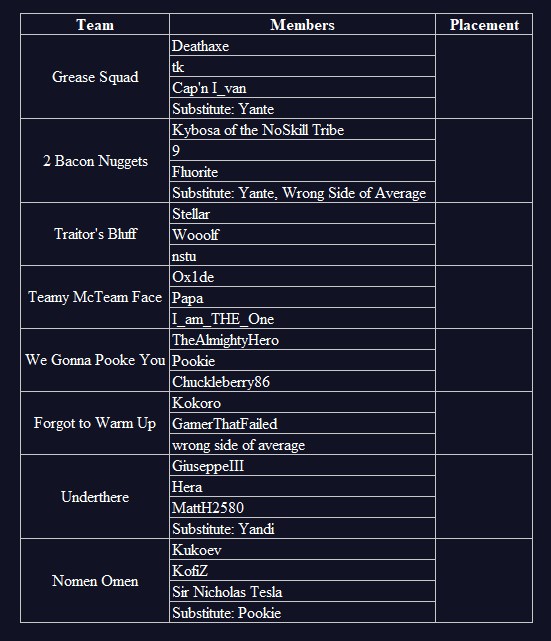 Team Members Placement
Grease Squad
Deathaxe
tk
Cap'n I_van
Substitute: Yante
2 Bacon Nuggets
Kybosa of the NoSkill Tribe
9
Fluorite
Substitute: Yante, Wrong Side of Average
Traitor's Bluff
Stellar
Wooolf
nstu
Teamy McTeam Face
Ox1de
Papa
I_am_THE_One
We Gonna Pooke You
TheAlmightyHero
Pookie
Chuckleberry86
Forgot to Warm Up
Kokoro
GamerThatFailed
wrong side of average
Underthere
GiuseppeIII
Hera
MattH2580
Substitute: Yandi
Nomen Omen
Kukoev
KofiZ
Sir Nicholas Tesla
Substitute: Pookie